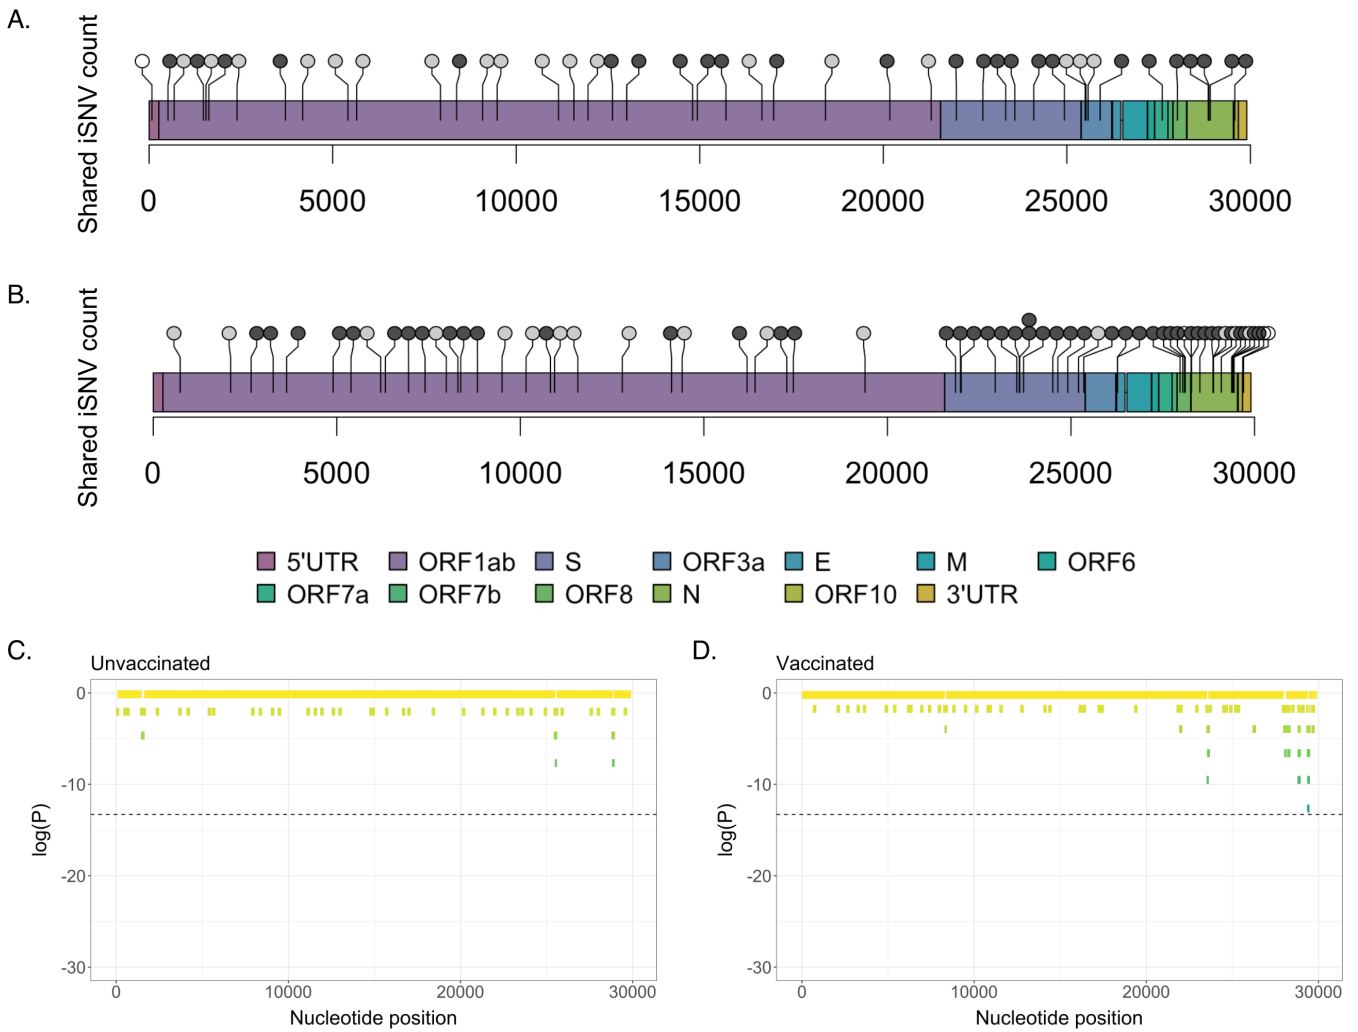 A.
Shared iSNV count
0 5000 10000 15000 20000 25000 30000
B.
Shared iSNV count
0 5000 10000 15000 20000 25000 30000
5'UTR ORF1ab S ORF3a E M ORF6
ORF7a ORF7b ORF8 N ORF10 3'UTR
C.
Unvaccinated
0
-10
-20
-30
log(P)
0 10000 20000 30000
Nucleotide position
D.
Vaccinated
0
-10
-20
-30
log(P)
0 10000 20000 30000
Nucleotide position